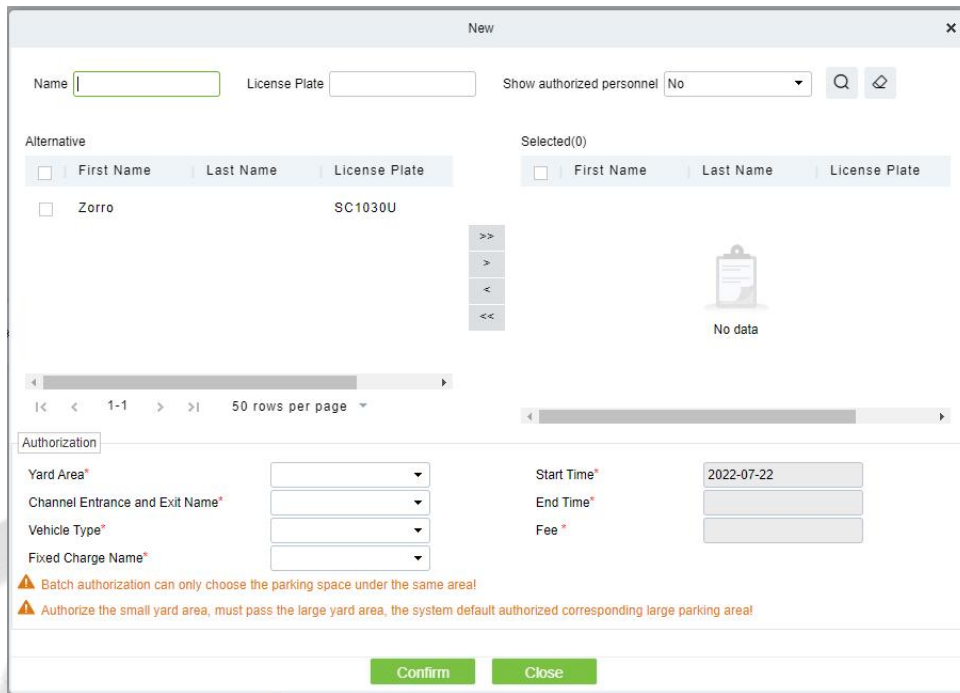 New ×
Name License Plate Show authorized personnel No
Alternative Selected(0)
First Name Last Name License Plate First Name Last Name License Plate
Zorro SC1030U
>>
>
<
<<
No data
1-1 50 rows per page
Authorization
Yard Area* Start Time* 2022-07-22
Channel Entrance and Exit Name* End Time*
Vehicle Type* Fee *
Fixed Charge Name*
Batch authorization can only choose the parking space under the same area!
Authorize the small yard area, must pass the large yard area, the system default authorized corresponding large parking area!
Confirm Close